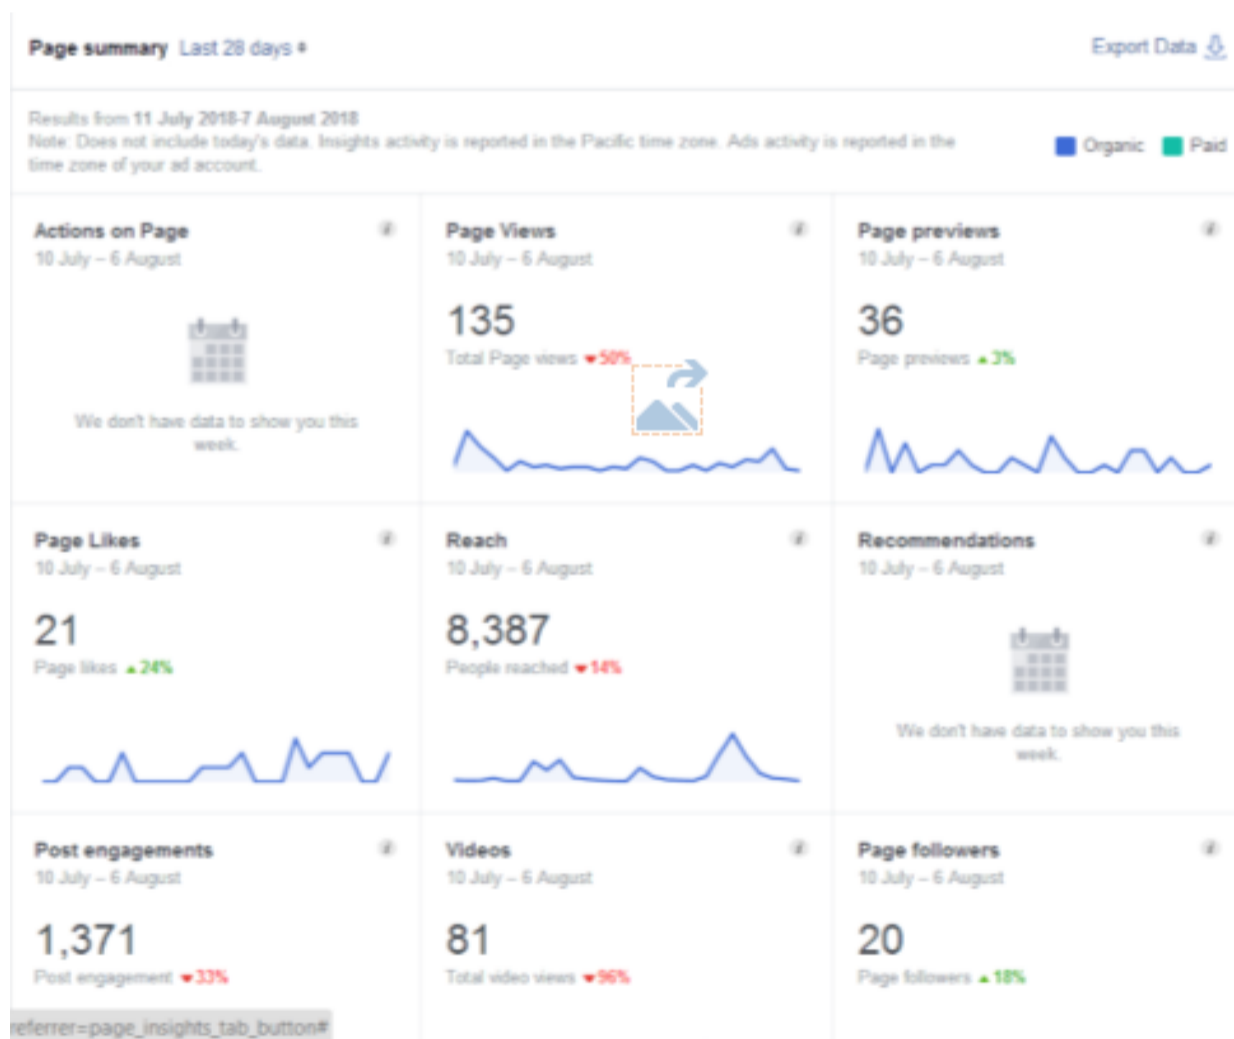 Page summary Last 28 days
Export Data
Results from 11 July 2018-7 August 2018
Note: Does not include today's data. Insights activity is reported in the Pacific time zone. Ads activity is reported in the
time zone of your ad account.
Organic Paid
Actions on Page
10 July – 6 August
We don't have data to show you this
week.
Page Views
10 July – 6 August
135
Total Page views 50%
Page previews
10 July – 6 August
36
Page previews 3%
Page Likes
10 July – 6 August
21
Page likes 24%
Reach
10 July – 6 August
8,387
People reached 14%
Recommendations
10 July – 6 August
We don't have data to show you this
week.
Post engagements
10 July – 6 August
1,371
Post engagement 33%
Videos
10 July – 6 August
81
Total video views 96%
Page followers
10 July – 6 August
20
Page followers 18%
referrer=page_insights_tab_button#